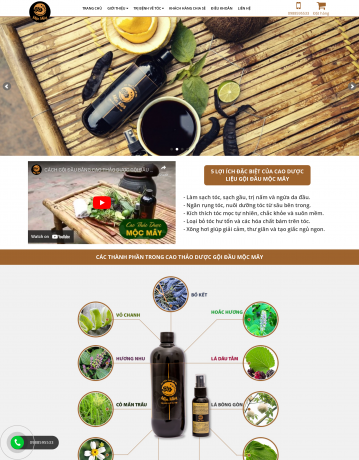 TRANG CHỦ GIỚI THIỆU TRỊ BỆNH VỀ TÓC KHÁCH HÀNG CHIA SẺ ĐIỀU KHOẢN LIÊN HỆ
0988595533 Đặt hàng
CÁCH GỘI ĐẦU BẰNG CAO THẢO DƯỢC GỘI ĐẦU
Cao Thảo Dược
MỘC MÂY
Watch on YouTube
5 LỢI ÍCH ĐẶC BIỆT CỦA CAO DƯỢC
LIỆU GỘI ĐẦU MỘC MÂY
- Làm sạch tóc, sạch gầu, trị nấm và ngứa da đầu.
- Ngăn rụng tóc, nuôi dưỡng tóc từ sâu bên trong.
- Kích thích tóc mọc tự nhiên, chắc khỏe và suôn mềm.
- Loại bỏ tóc hư tổn và các hóa chất bám trên tóc.
- Xông hơi giúp giải cảm, thư giãn và tạo giấc ngủ ngon.
CÁC THÀNH PHẦN TRONG CAO THẢO DƯỢC GỘI ĐẦU MỘC MÂY
BỒ KẾT
VỎ CHANH
HOẮC HƯƠNG
HƯƠNG NHU
LÁ DÂU TẰM
CỎ MẦN TRẦU
LÁ BỒNG GÒN
0988595533